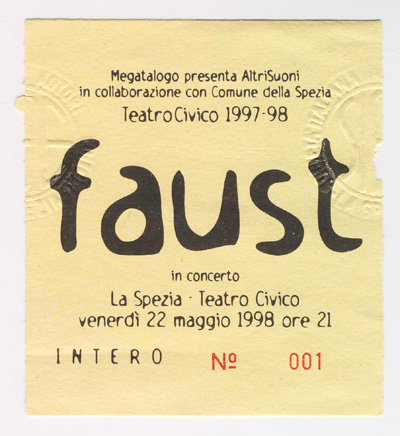 Megatalogo presenta AltriSuoni
in collaborazione con Comune della Spezia
Teatro Civico 1997-98
faust
in concerto
La Spezia - Teatro Civico
venerdì 22 maggio 1998 ore 21
INTERO Nº 001